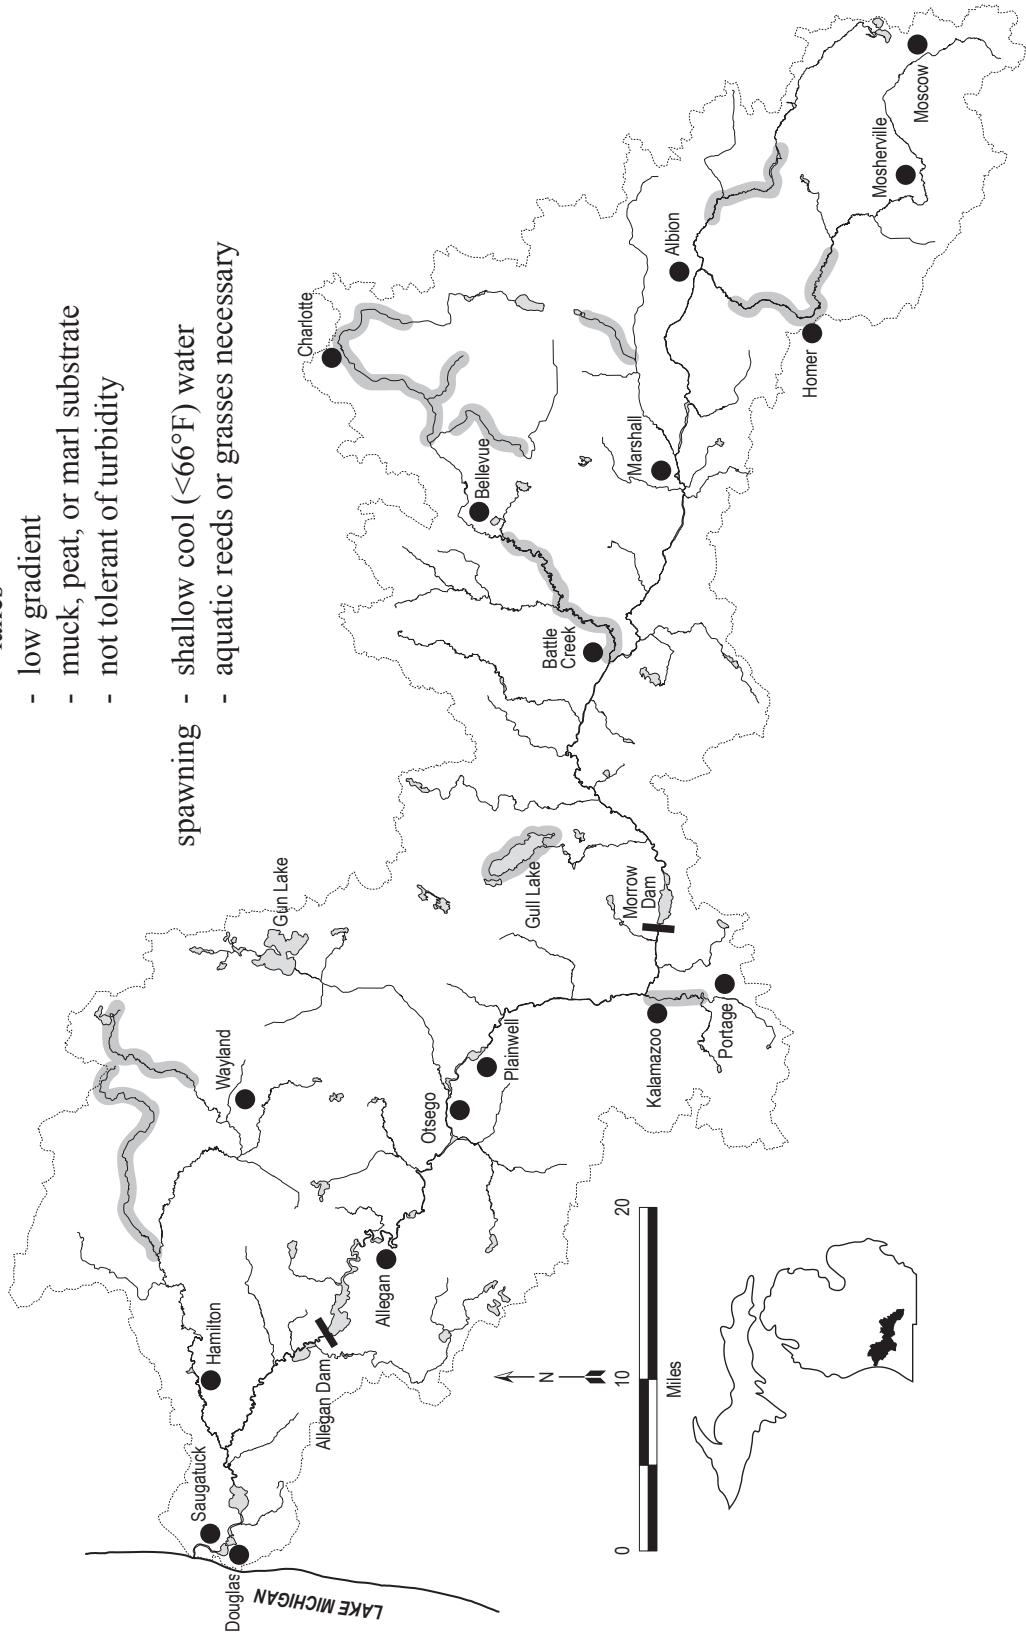 - low gradient
- muck, peat, or marl substrate
- not tolerant of turbidity
spawning - shallow cool (<66°F) water
- aquatic reeds or grasses necessary
Charlotte
Bellevue
Battle
Creek
Marshall
Albion
Homer
Mosherville
Moscow
Gun Lake
Gull Lake
Morrow
Dam
Wayland
Otsego
Plainwell
Kalamazoo
Portage
Hamilton
Allegan
Allegan Dam
Saugatuck
Douglas
LAKE MICHIGAN
N
0 10 20
Miles